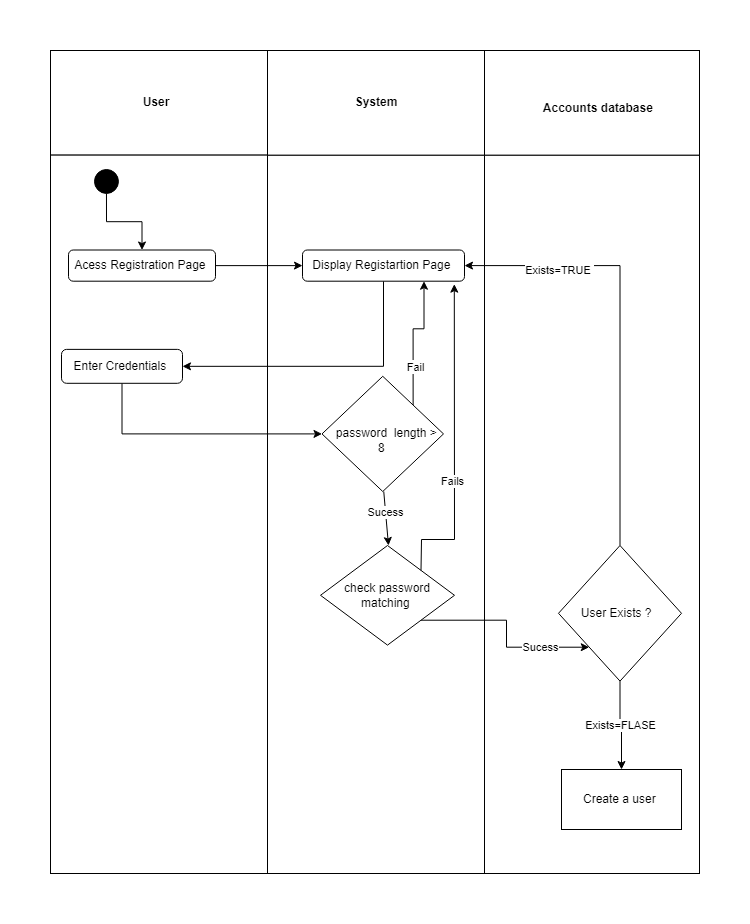 User
System
Accounts database
Acess Registration Page
Display Registartion Page
Exists=TRUE
Enter Credentials
Fail
password  length >
8
Fails
Sucess
check password
matching
User Exists ?
Sucess
Exists=FLASE
Create a user